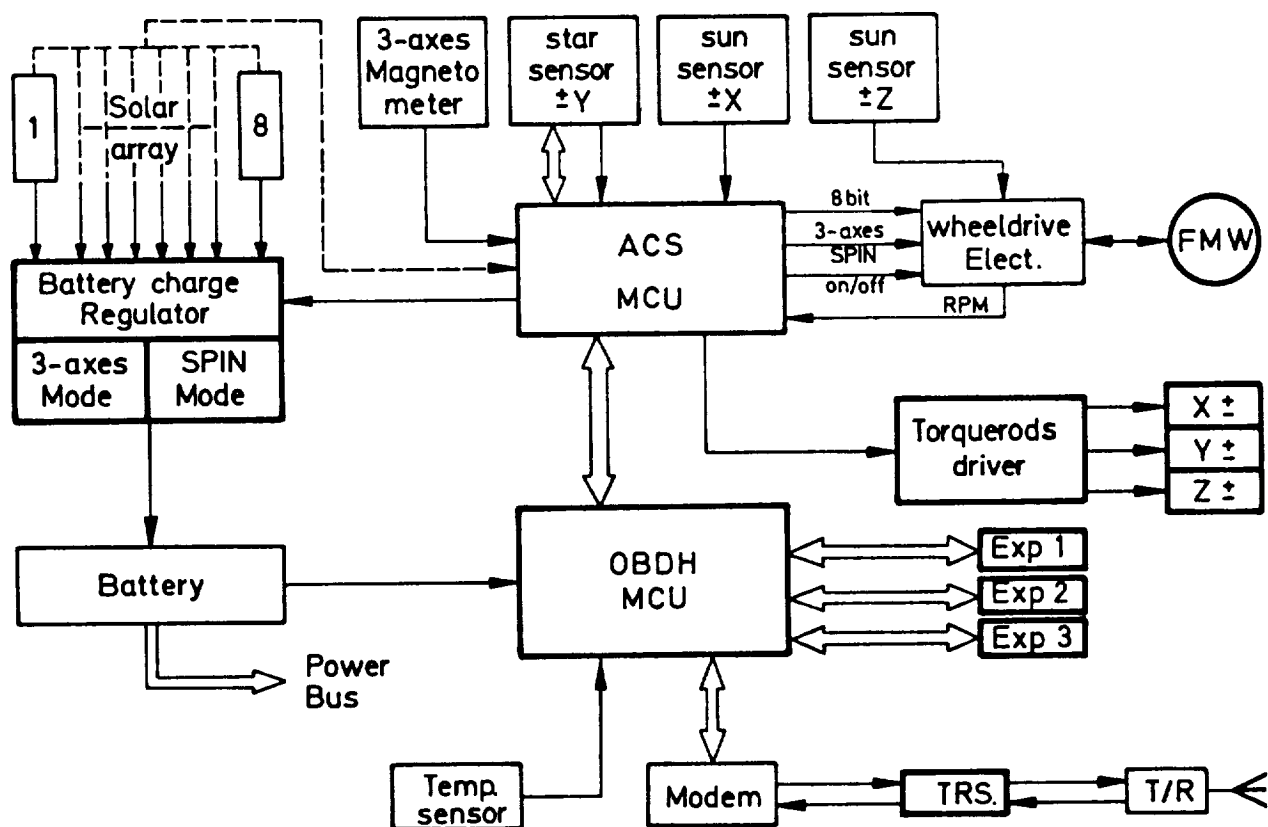 3-axes
Magneto
meter
star
sensor
±Y
sun
sensor
±X
sun
sensor
±Z
1
Solar
array
8
Battery charge
Regulator
3-axes
Mode
SPIN
Mode
ACS
MCU
8bit
3-axes
SPIN
on/off
RPM
wheeldrive
Elect.
FMW
Torquerods
driver
X ±
Y ±
Z ±
Battery
Power
Bus
OBDH
MCU
Exp 1
Exp 2
Exp 3
Temp.
sensor
Modem
TRS.
T/R